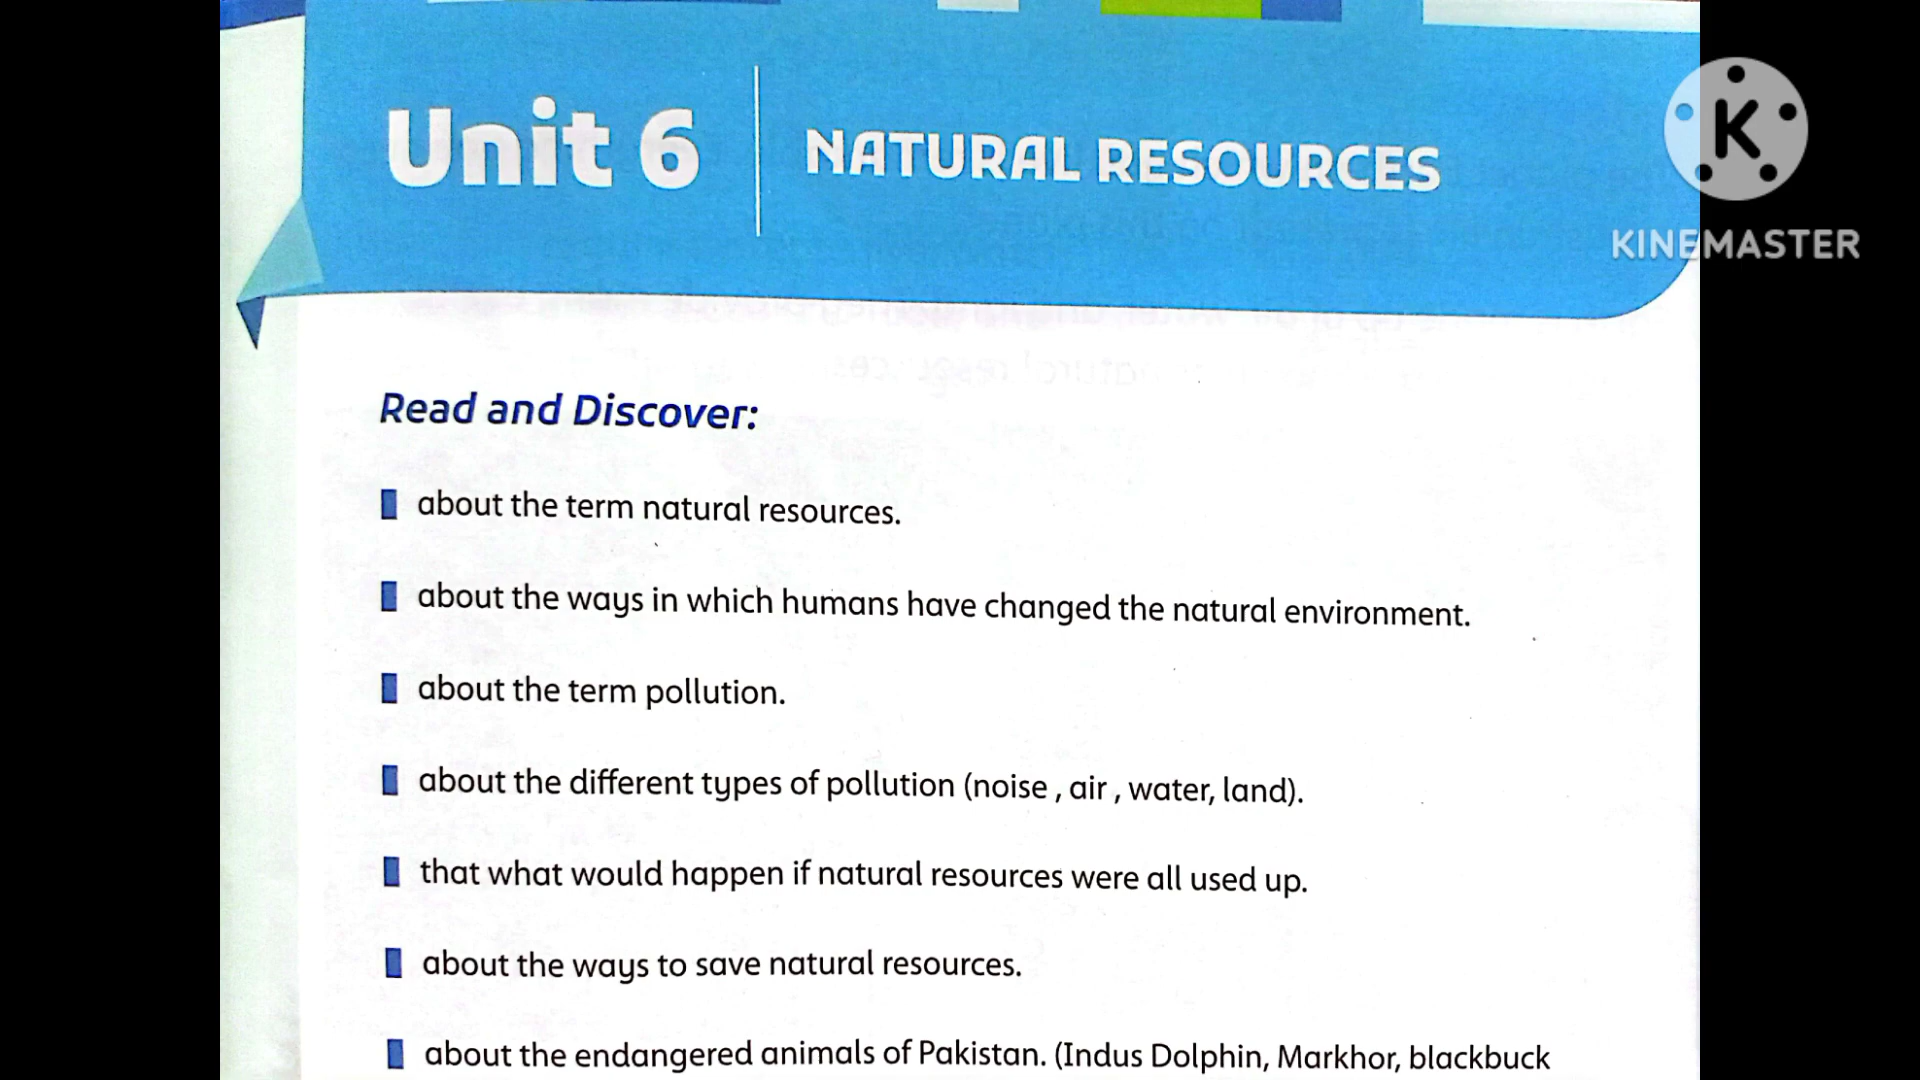 Unit 6
NATURAL RESOURCES
K
KINEMASTER
Read and Discover:
about the term natural resources.
about the ways in which humans have changed the natural environment.
about the term pollution.
about the different types of pollution (noise , air , water, land).
that what would happen if natural resources were all used up.
about the ways to save natural resources.
about the endangered animals of Pakistan. (Indus Dolphin, Markhor, blackbuck